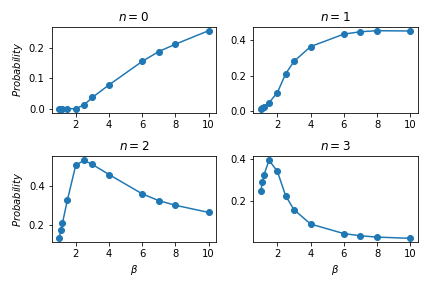 n = 0
n = 1
Probability
0.2
0.1
0.0
2 4 6 8 10
0.4
0.2
0.0
2 4 6 8 10
n = 2
n = 3
Probability
0.4
0.2
2 4 6 8 10
β
0.4
0.2
2 4 6 8 10
β